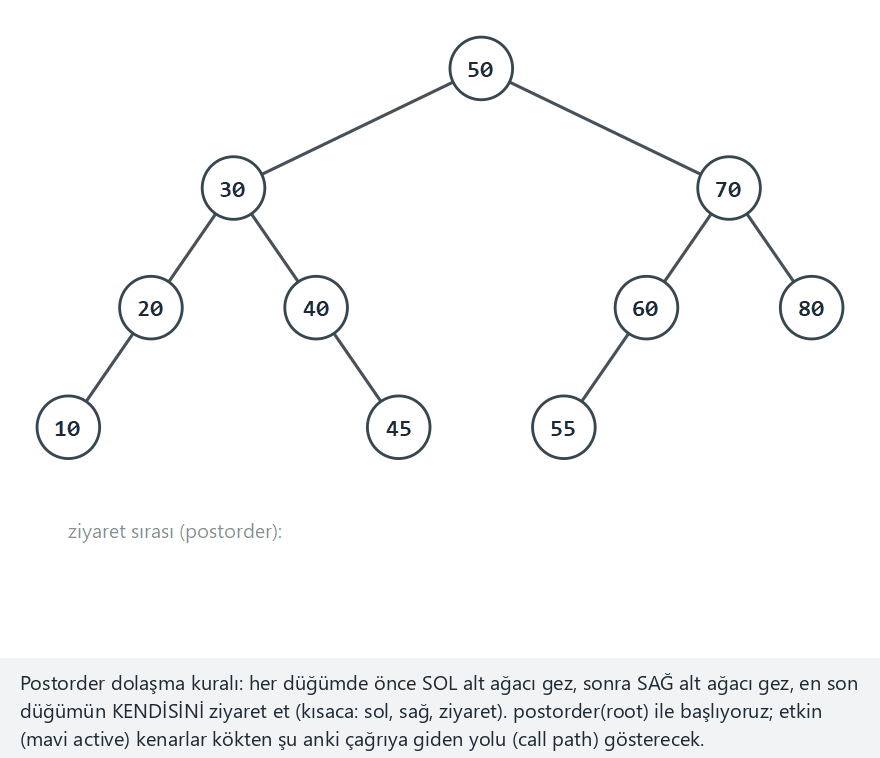 50
30
70
20
40
60
80
10
45
55
ziyaret sırası (postorder):
Postorder dolaşma kuralı: her düğümde önce SOL alt ağacı gez, sonra SAĞ alt ağacı gez, en son
düğümün KENDİSİNİ ziyaret et (kısaca: sol, sağ, ziyaret). postorder(root) ile başlıyoruz; etkin
(mavi active) kenarlar kökten şu anki çağrıya giden yolu (call path) gösterecek.